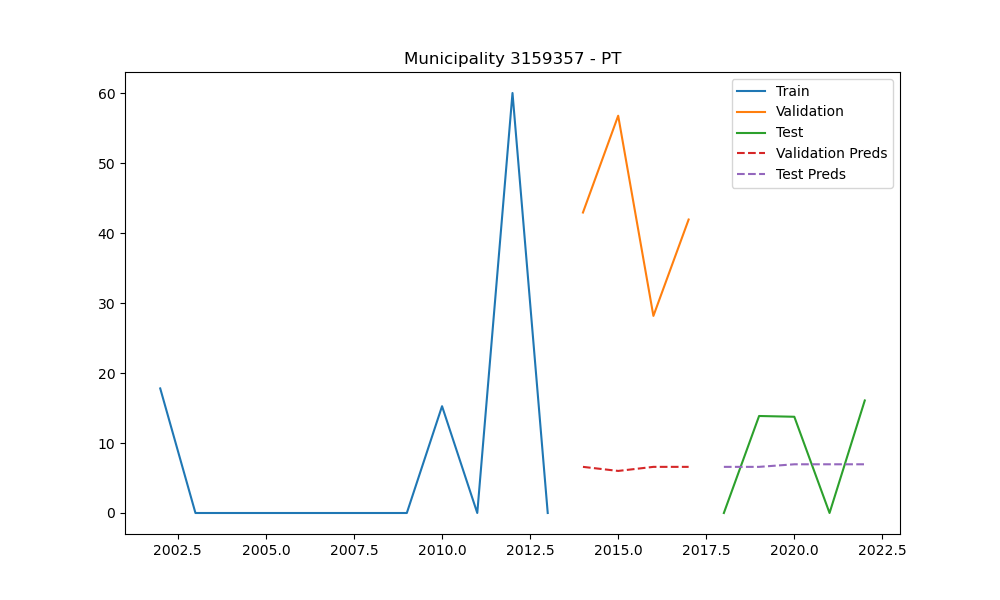 Municipality 3159357 - PT
Train
Validation
Test
Validation Preds
Test Preds
60
50
40
30
20
10
0
2002.5 2005.0 2007.5 2010.0 2012.5 2015.0 2017.5 2020.0 2022.5